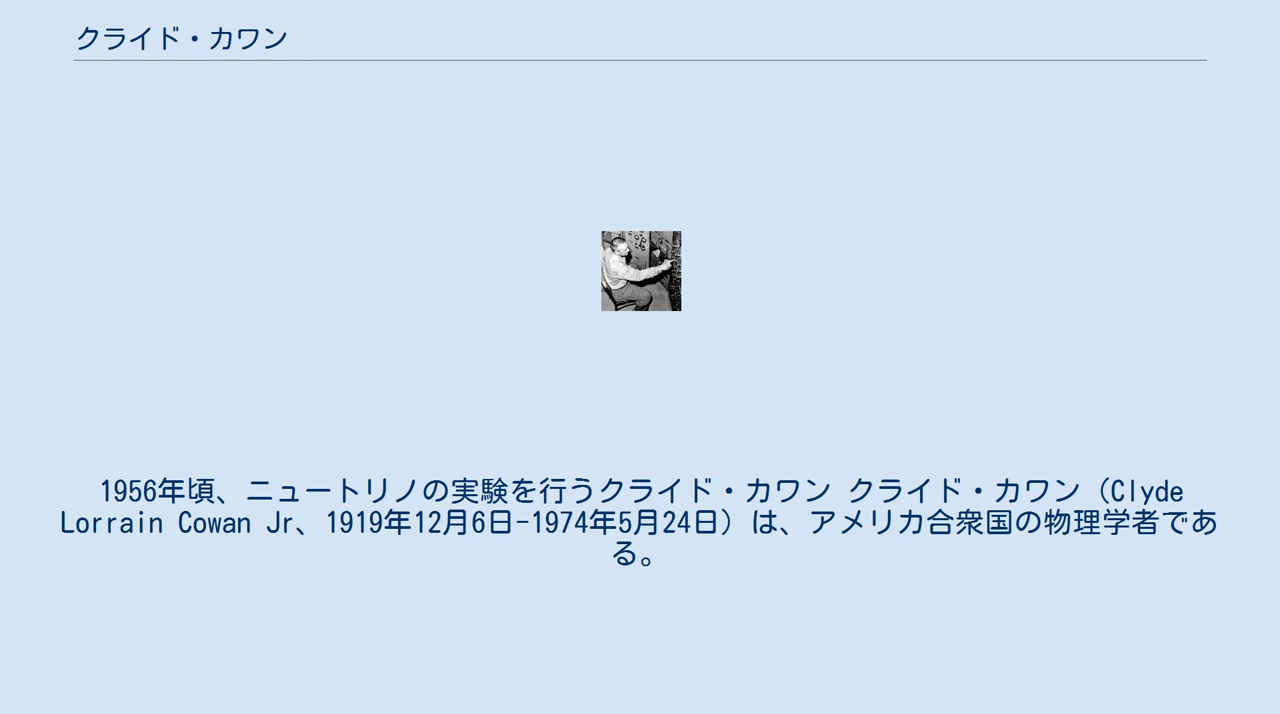 クライド・カワン
1956年頃、ニュートリノの実験を行うクライド・カワン クライド・カワン（Clyde
Lorrain Cowan Jr、1919年12月6日-1974年5月24日）は、アメリカ合衆国の物理学者であ
る。